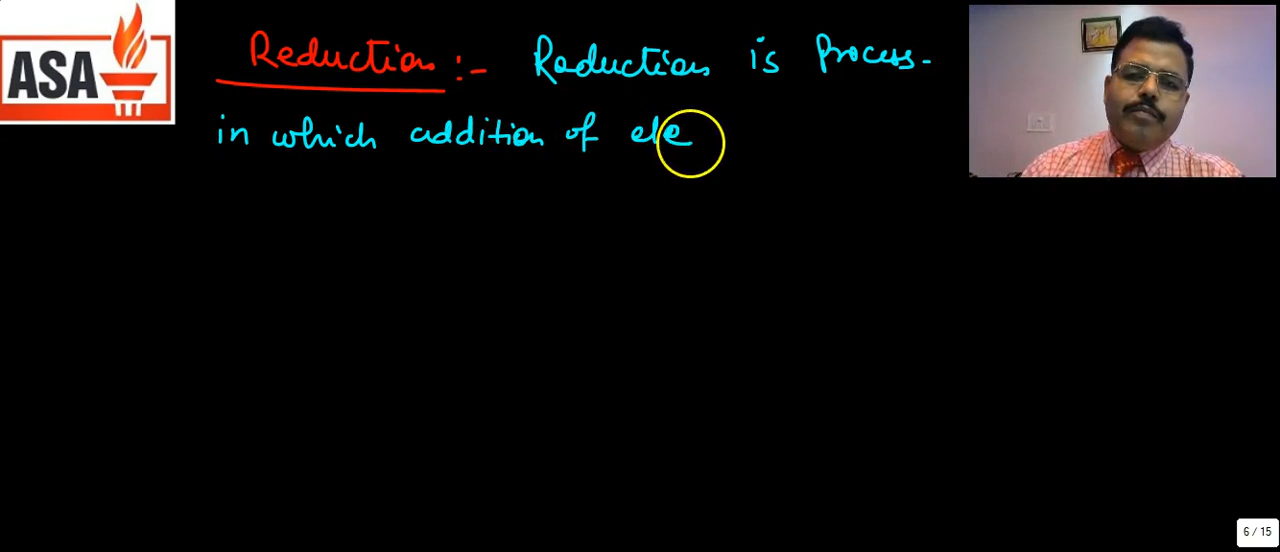 ASA
Reduction :- Reduction is Process-
in which addition of ele
6 / 15